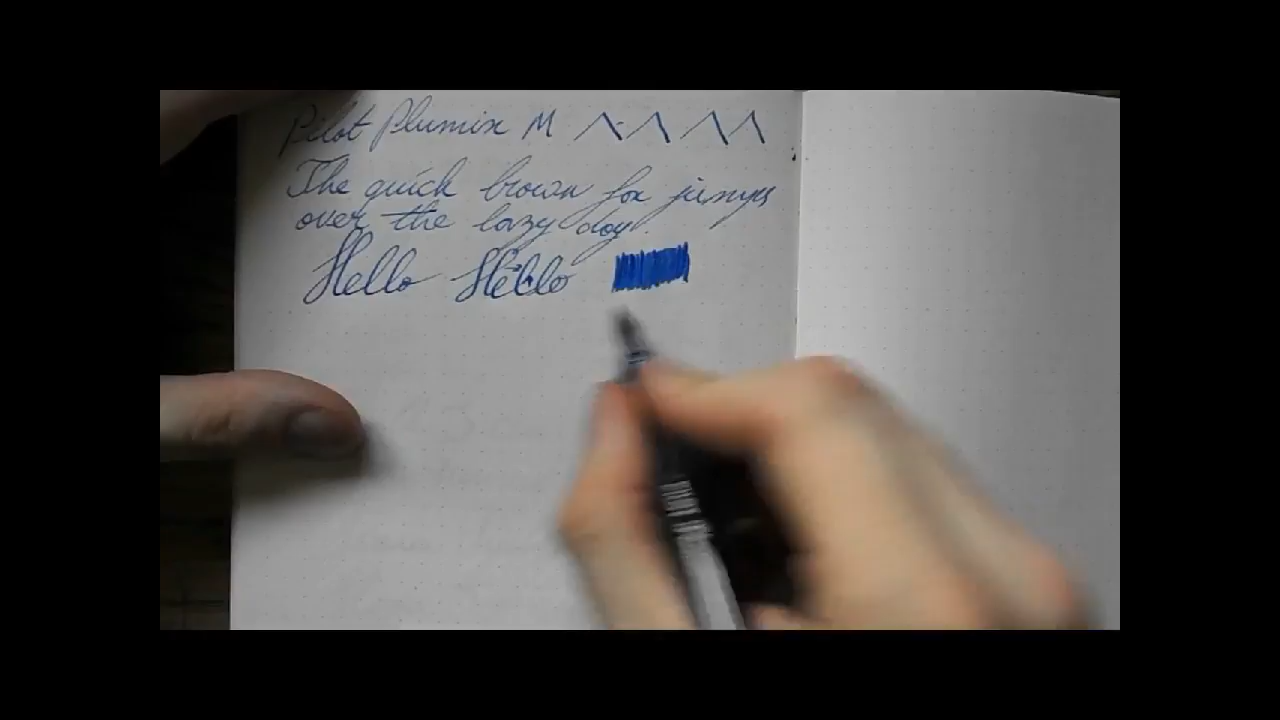 Pilot Plumix M
The quick brown fox jumps
over the lazy dog.
Hello Hello